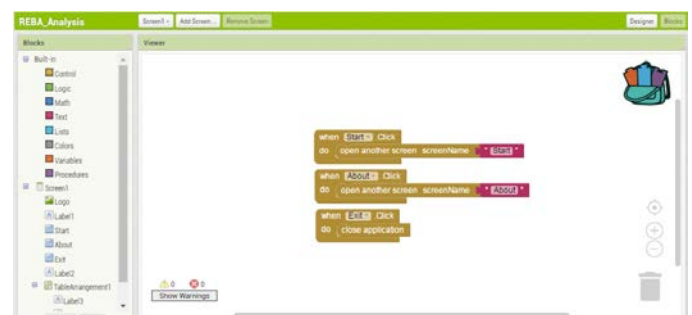 REBA_Analysis
Screen1 Add Screen... Remove Screen
Designer Blocks
Blocks
Viewer
Built-in
Control
Logic
Math
Text
Lists
Colors
Variables
Procedures
Screen1
Logo
Label1
Start
About
Exit
Label2
TableArrangement1
Label3
when Start .Click
do open another screen screenName " Start "
when About .Click
do open another screen screenName " About "
when Exit .Click
do close application
0 0
Show Warnings